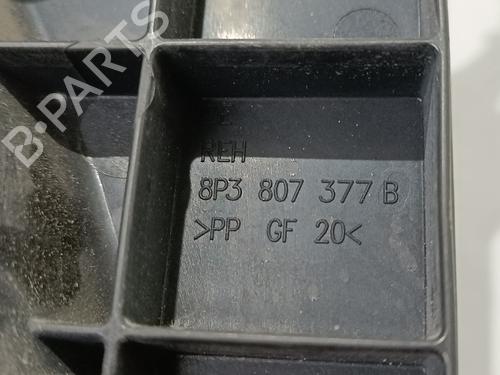 B-PARTS
REH
8P3 807 377 B
>PP GF 20<